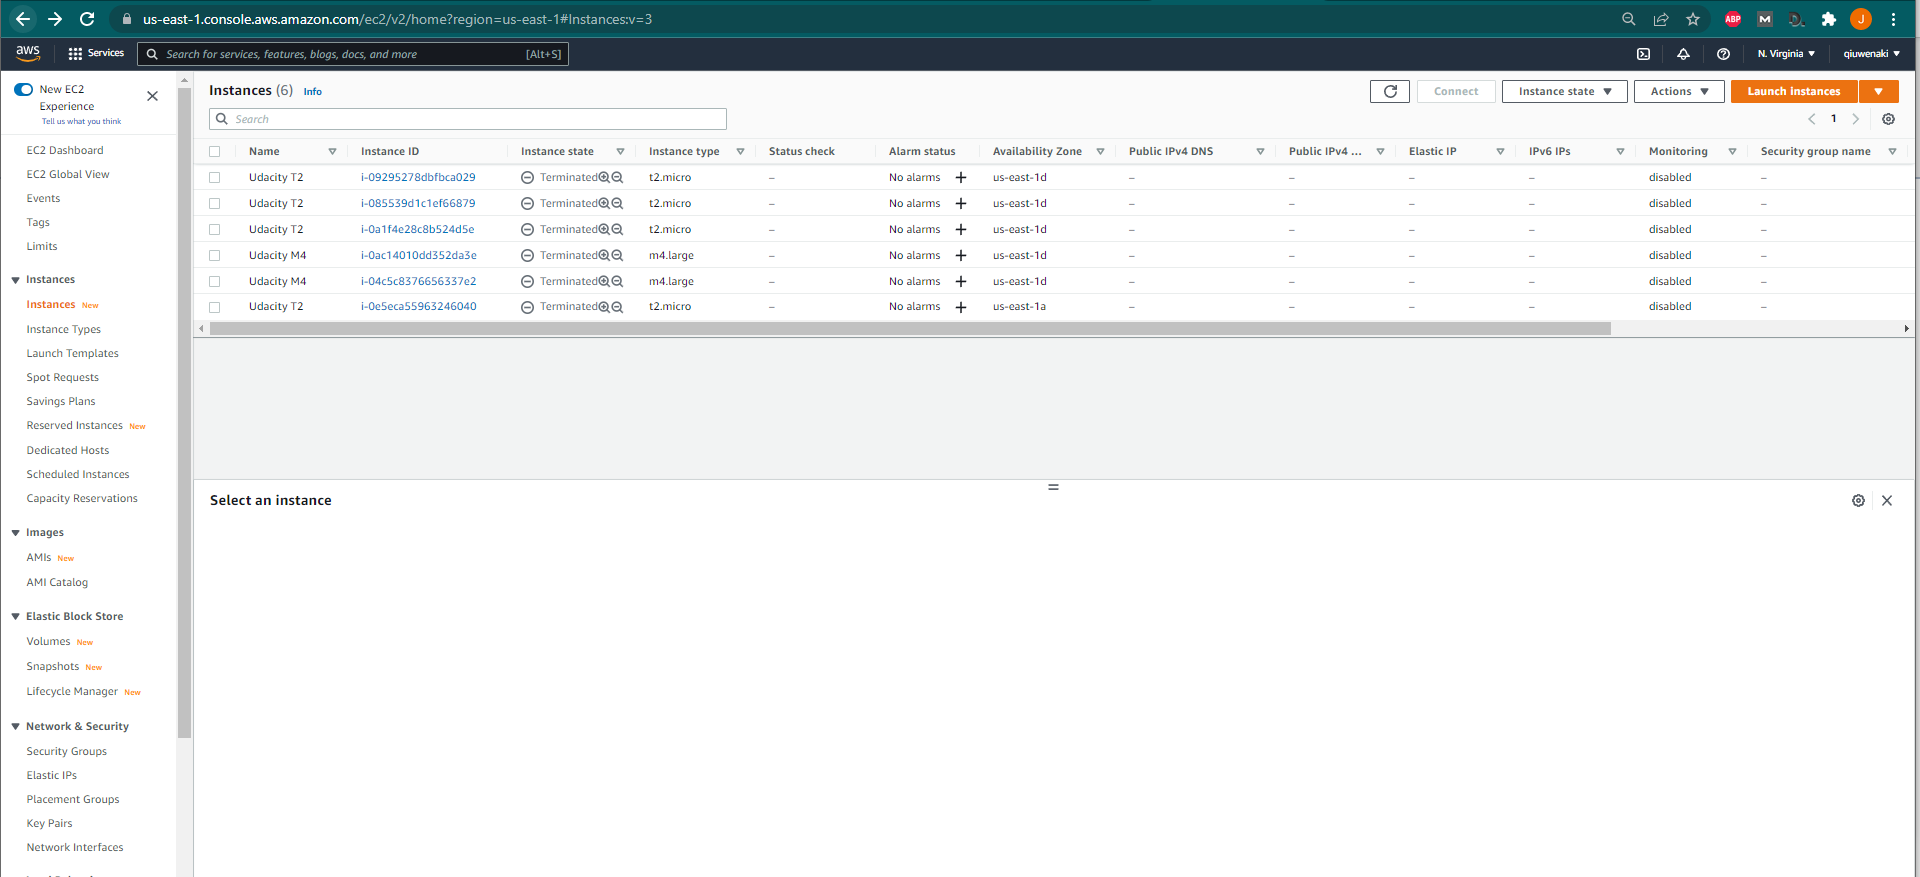 us-east-1.console.aws.amazon.com/ec2/v2/home?region=us-east-1#Instances:v=3
ABP M J
aws Services Search for services, features, blogs, docs, and more [Alt+S] N. Virginia qiuwenaki
New EC2
Experience
Tell us what you think
EC2 Dashboard
EC2 Global View
Events
Tags
Limits
Instances
Instances New
Instance Types
Launch Templates
Spot Requests
Savings Plans
Reserved Instances New
Dedicated Hosts
Scheduled Instances
Capacity Reservations
Images
AMIs New
AMI Catalog
Elastic Block Store
Volumes New
Snapshots New
Lifecycle Manager New
Network & Security
Security Groups
Elastic IPs
Placement Groups
Key Pairs
Network Interfaces
Instances (6) Info
Connect Instance state Actions Launch instances
Search
1
Name Instance ID Instance state Instance type Status check Alarm status Availability Zone Public IPv4 DNS Public IPv4 ... Elastic IP IPv6 IPs Monitoring Security group name
Udacity T2 i-09295278dbfbca029 Terminated t2.micro – No alarms + us-east-1d – – – – disabled –
Udacity T2 i-085539d1c1ef66879 Terminated t2.micro – No alarms + us-east-1d – – – – disabled –
Udacity T2 i-0a1f4e28c8b524d5e Terminated t2.micro – No alarms + us-east-1d – – – – disabled –
Udacity M4 i-0ac14010dd352da3e Terminated m4.large – No alarms + us-east-1d – – – – disabled –
Udacity M4 i-04c5c8376656337e2 Terminated m4.large – No alarms + us-east-1d – – – – disabled –
Udacity T2 i-0e5eca55963246040 Terminated t2.micro – No alarms + us-east-1a – – – – disabled –
Select an instance